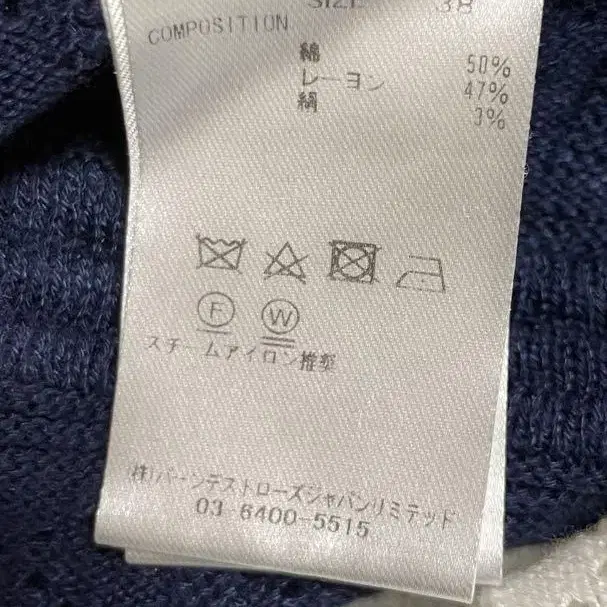 SIZE 38
COMPOSITION
綿 50%
レーヨン 47%
絹 3%
F W
スチームアイロン推奨
(株)バーンデストローズジャパンリミテッド
03-6400-5515